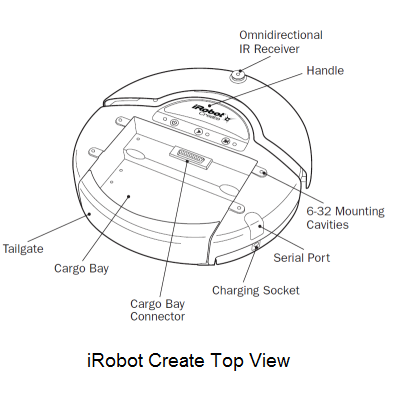 Omnidirectional
IR Receiver
Handle
iRobot
Create
6-32 Mounting
Cavities
Tailgate
Serial Port
Cargo Bay
Charging Socket
Cargo Bay
Connector
iRobot Create Top View